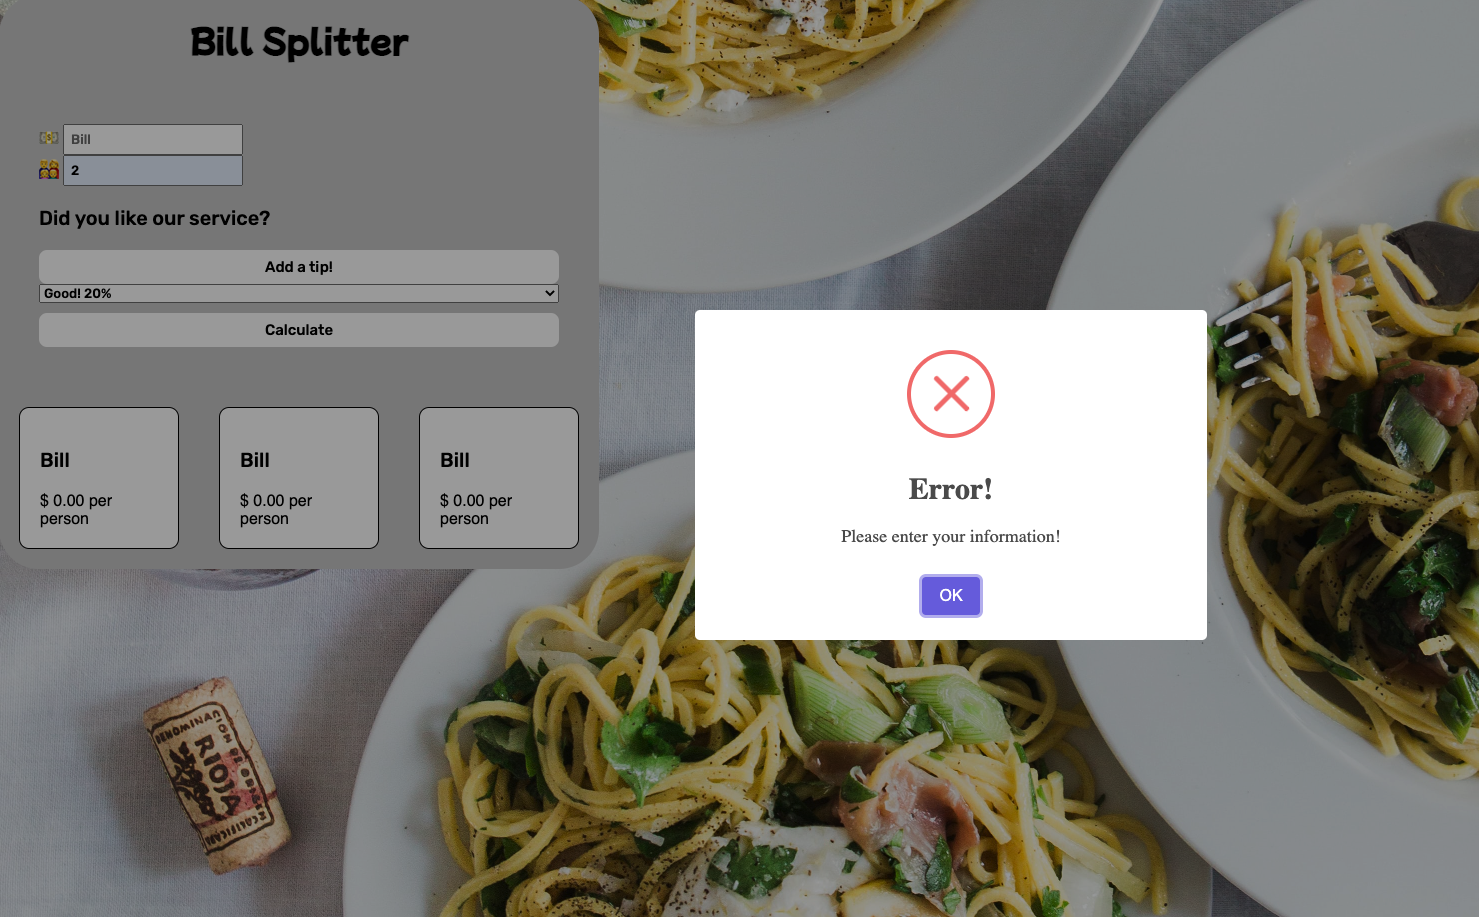 Bill Splitter
Bill
2
Did you like our service?
Add a tip!
Good! 20%
Calculate
Bill
$ 0.00 per
person
Bill
$ 0.00 per
person
Bill
$ 0.00 per
person
Error!
Please enter your information!
OK
RIOJA